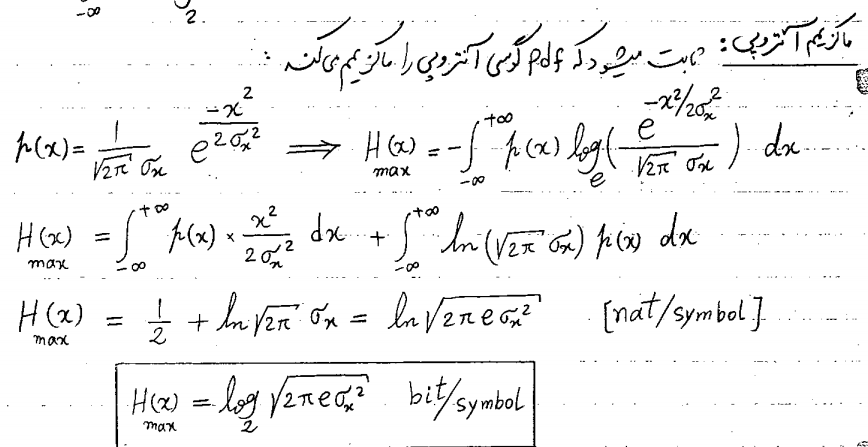 -∞ 2
ماکزیمم آنتروپی: ثابت میشود که pdf گوسی آنتروپی را ماکزیمم می‌کند:
p(x) = 1/(√2π σx) e^(-x²/2σx²) ⟹ H(x)max = -∫_{-∞}^{+∞} p(x) log_e( e^(-x²/2σx²) / (√2π σx) ) dx
H(x)max = ∫_{-∞}^{+∞} p(x) × x²/2σx² dx + ∫_{-∞}^{+∞} ln(√2π σx) p(x) dx
H(x)max = 1/2 + ln√2π σx = ln√(2πeσx²) [nat/symbol]
H(x)max = log₂ √(2πeσx²) bit/symbol